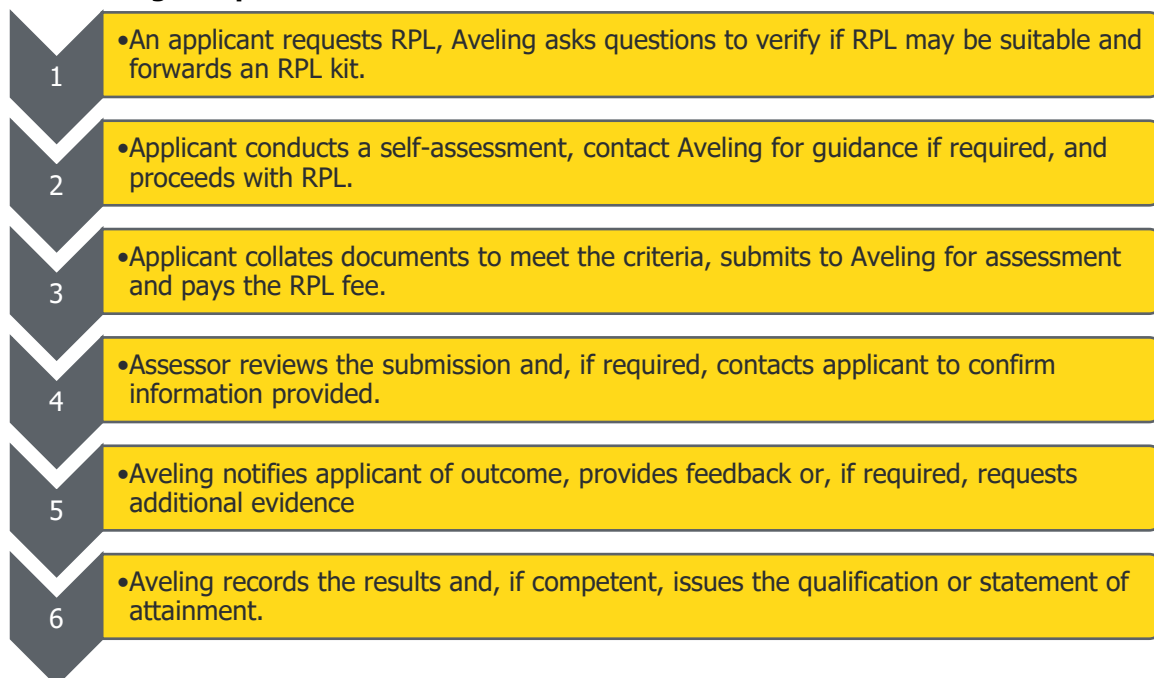 1
•An applicant requests RPL, Aveling asks questions to verify if RPL may be suitable and
forwards an RPL kit.
2
•Applicant conducts a self-assessment, contact Aveling for guidance if required, and
proceeds with RPL.
3
•Applicant collates documents to meet the criteria, submits to Aveling for assessment
and pays the RPL fee.
4
•Assessor reviews the submission and, if required, contacts applicant to confirm
information provided.
5
•Aveling notifies applicant of outcome, provides feedback or, if required, requests
additional evidence
6
•Aveling records the results and, if competent, issues the qualification or statement of
attainment.